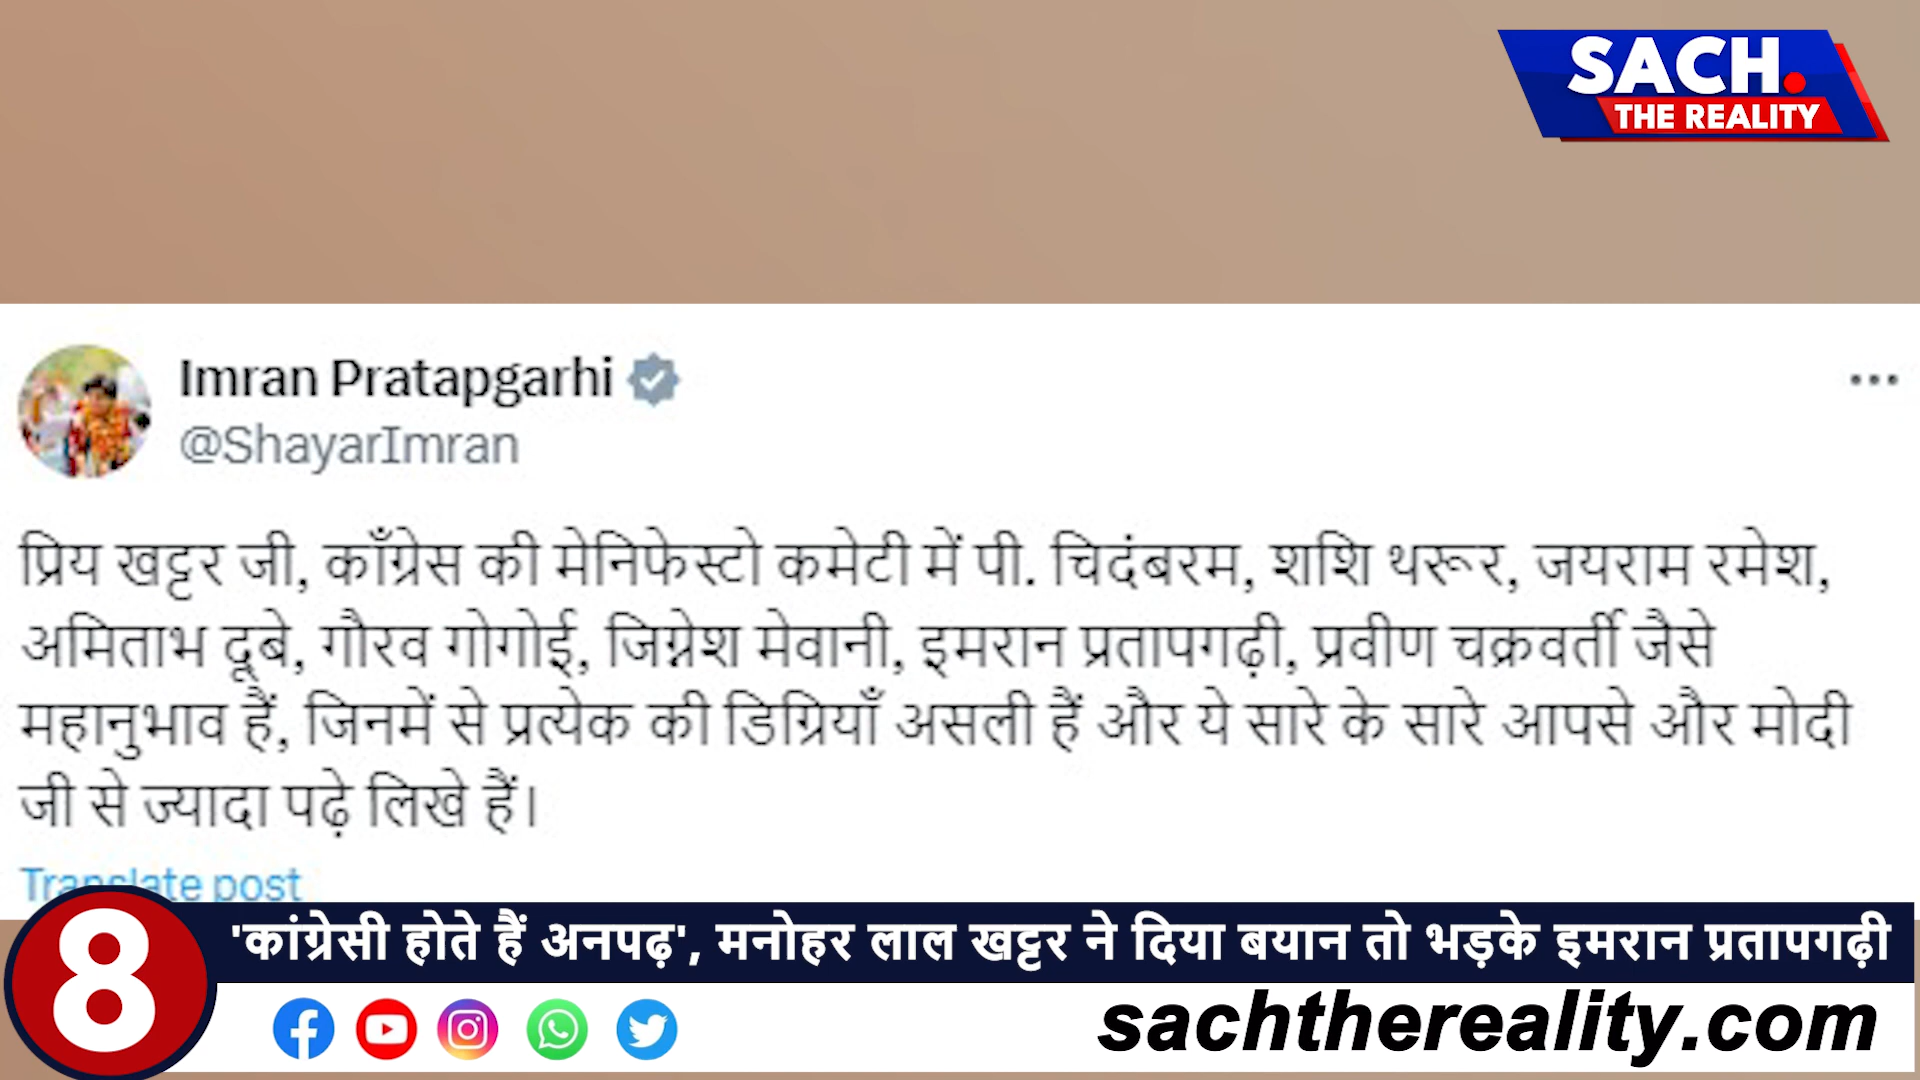 SACH.
THE REALITY
Imran Pratapgarhi
@ShayarImran
प्रिय खट्टर जी, काँग्रेस की मेनिफेस्टो कमेटी में पी. चिदंबरम, शशि थरूर, जयराम रमेश,
अमिताभ दूबे, गौरव गोगोई, जिग्नेश मेवानी, इमरान प्रतापगढ़ी, प्रवीण चक्रवर्ती जैसे
महानुभाव हैं, जिनमें से प्रत्येक की डिग्रियाँ असली हैं और ये सारे के सारे आपसे और मोदी
जी से ज्यादा पढ़े लिखे हैं।
Translate post
8
'कांग्रेसी होते हैं अनपढ़', मनोहर लाल खट्टर ने दिया बयान तो भड़के इमरान प्रतापगढ़ी
sachthereality.com